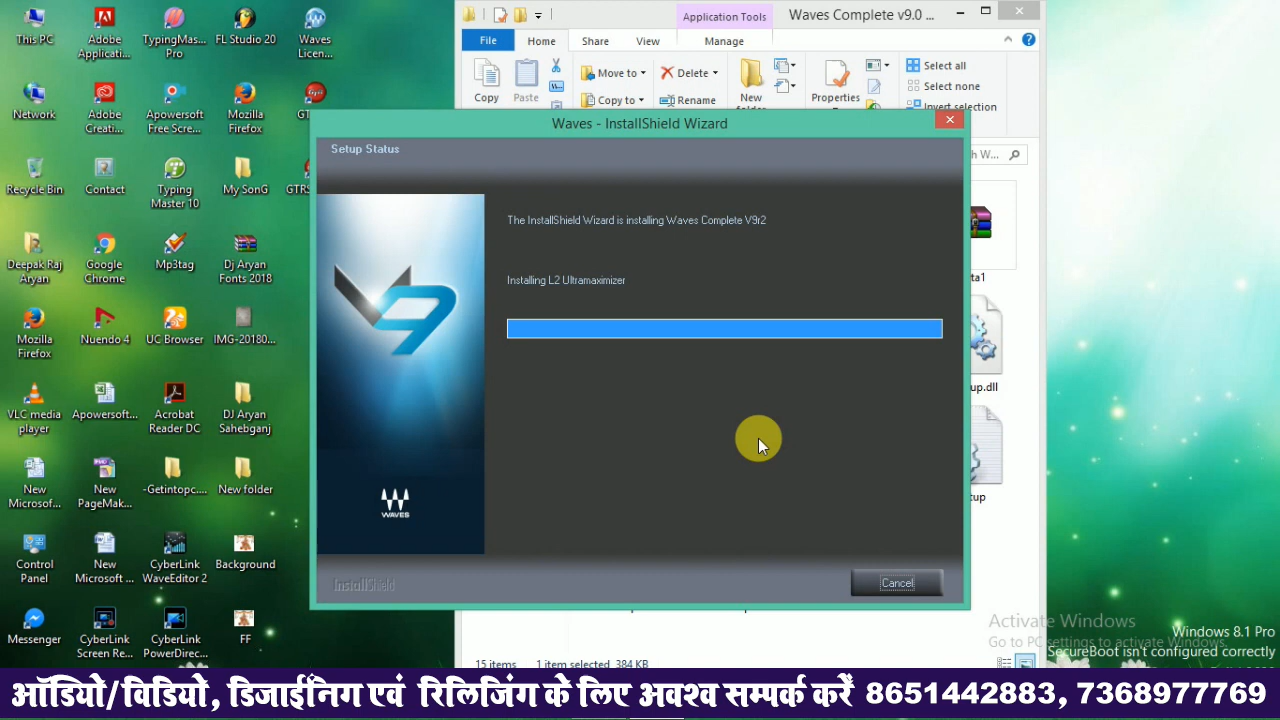 This PC
Adobe
Applicati...
TypingMas...
Pro
FL Studio 20
Waves
Licen...
Network
Adobe
Creati...
Apowersoft
Free Scre...
Mozilla
Firefox
Recycle Bin
Contact
Typing
Master 10
My SonG
Deepak Raj
Aryan
Google
Chrome
Mp3tag
Dj Aryan
Fonts 2018
Mozilla
Firefox
Nuendo 4
UC Browser
IMG-20180...
VLC media
player
Apowersoft...
Acrobat
Reader DC
DJ Aryan
Sahebganj
New
Microsof...
New
PageMak...
-Getintopc....
New folder
Control
Panel
New
Microsoft ...
CyberLink
WaveEditor 2
Background
Messenger
CyberLink
Screen Re...
CyberLink
PowerDirec...
FF
Application Tools
Waves Complete v9.0 ...
File
Home
Share
View
Manage
Copy
Paste
Move to
Copy to
Delete
Rename
New
Properties
Select all
Select none
Invert selection
Waves - InstallShield Wizard
Setup Status
The InstallShield Wizard is installing Waves Complete V9r2
Installing L2 Ultramaximizer
V9
WAVES
InstallShield
Cancel
15 items
1 item selected, 384 KB
Activate Windows
Go to PC settings to activate Windows.
Windows 8.1 Pro
SecureBoot isn't configured correctly
ऑडियो/विडियो, डिजाईनिंग एवं रिलिजिंग के लिए अवश्य सम्पर्क करें 8651442883, 7368977769